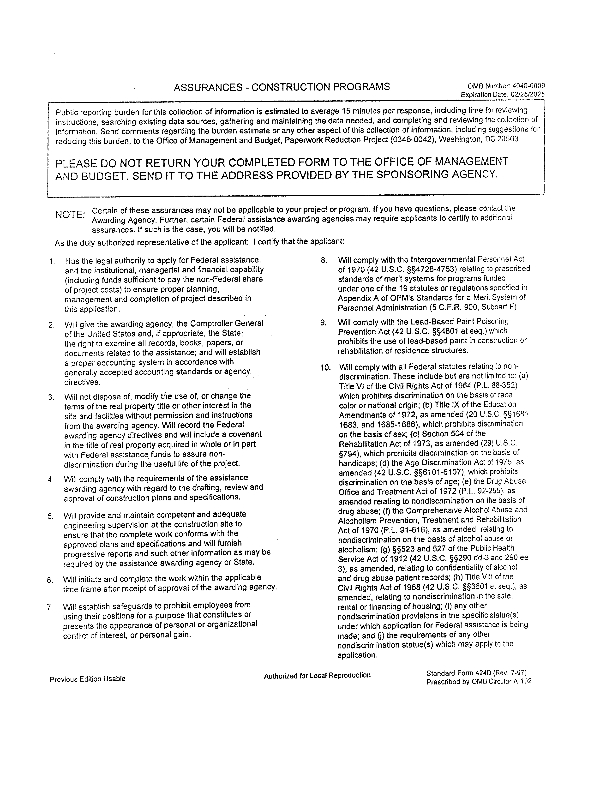 ASSURANCES - CONSTRUCTION PROGRAMS
OMB Number: 4040-0009
Expiration Date: 02/28/2025
Public reporting burden for this collection of information is estimated to average 15 minutes per response, including time for reviewing
instructions, searching existing data sources, gathering and maintaining the data needed, and completing and reviewing the collection of
information. Send comments regarding the burden estimate or any other aspect of this collection of information, including suggestions for
reducing this burden, to the Office of Management and Budget, Paperwork Reduction Project (0348-0042), Washington, DC 20503.
PLEASE DO NOT RETURN YOUR COMPLETED FORM TO THE OFFICE OF MANAGEMENT
AND BUDGET. SEND IT TO THE ADDRESS PROVIDED BY THE SPONSORING AGENCY.
NOTE: Certain of these assurances may not be applicable to your project or program. If you have questions, please contact the
Awarding Agency. Further, certain Federal assistance awarding agencies may require applicants to certify to additional
assurances. If such is the case, you will be notified.
As the duly authorized representative of the applicant: I certify that the applicant:
1. Has the legal authority to apply for Federal assistance
and the institutional, managerial and financial capability
(including funds sufficient to pay the non-Federal share
of project costs) to ensure proper planning,
management and completion of project described in
this application.
2. Will give the awarding agency, the Comptroller General
of the United States and, if appropriate, the State
the right to examine all records, books, papers, or
documents related to the assistance; and will establish
a proper accounting system in accordance with
generally accepted accounting standards or agency
directives.
3. Will not dispose of, modify the use of, or change the
terms of the real property title or other interest in the
site and facilities without permission and instructions
from the awarding agency. Will record the Federal
awarding agency directives and will include a covenant
in the title of real property acquired in whole or in part
with Federal assistance funds to assure non-
discrimination during the useful life of the project.
4. Will comply with the requirements of the assistance
awarding agency with regard to the drafting, review and
approval of construction plans and specifications.
5. Will provide and maintain competent and adequate
engineering supervision at the construction site to
ensure that the complete work conforms with the
approved plans and specifications and will furnish
progressive reports and such other information as may be
required by the assistance awarding agency or State.
6. Will initiate and complete the work within the applicable
time frame after receipt of approval of the awarding agency.
7. Will establish safeguards to prohibit employees from
using their positions for a purpose that constitutes or
presents the appearance of personal or organizational
conflict of interest, or personal gain.
8. Will comply with the Intergovernmental Personnel Act
of 1970 (42 U.S.C. §§4728-4763) relating to prescribed
standards of merit systems for programs funded
under one of the 19 statutes or regulations specified in
Appendix A of OPM's Standards for a Merit System of
Personnel Administration (5 C.F.R. 900, Subpart F).
9. Will comply with the Lead-Based Paint Poisoning
Prevention Act (42 U.S.C. §§4801 et seq.) which
prohibits the use of lead-based paint in construction or
rehabilitation of residence structures.
10. Will comply with all Federal statutes relating to non-
discrimination. These include but are not limited to: (a)
Title VI of the Civil Rights Act of 1964 (P.L. 88-352)
which prohibits discrimination on the basis of race,
color or national origin; (b) Title IX of the Education
Amendments of 1972, as amended (20 U.S.C. §§1681
1683, and 1685-1686), which prohibits discrimination
on the basis of sex; (c) Section 504 of the
Rehabilitation Act of 1973, as amended (29) U.S.C.
§794), which prohibits discrimination on the basis of
handicaps; (d) the Age Discrimination Act of 1975, as
amended (42 U.S.C. §§6101-6107), which prohibits
discrimination on the basis of age; (e) the Drug Abuse
Office and Treatment Act of 1972 (P.L. 92-255), as
amended relating to nondiscrimination on the basis of
drug abuse; (f) the Comprehensive Alcohol Abuse and
Alcoholism Prevention, Treatment and Rehabilitation
Act of 1970 (P.L. 91-616), as amended, relating to
nondiscrimination on the basis of alcohol abuse or
alcoholism; (g) §§523 and 527 of the Public Health
Service Act of 1912 (42 U.S.C. §§290 dd-3 and 290 ee
3), as amended, relating to confidentiality of alcohol
and drug abuse patient records; (h) Title VIII of the
Civil Rights Act of 1968 (42 U.S.C. §§3601 et seq.), as
amended, relating to nondiscrimination in the sale,
rental or financing of housing; (i) any other
nondiscrimination provisions in the specific statue(s)
under which application for Federal assistance is being
made; and (j) the requirements of any other
nondiscrimination statue(s) which may apply to the
application.
Previous Edition Usable
Authorized for Local Reproduction
Standard Form 424D (Rev. 7-97)
Prescribed by OMB Circular A-102